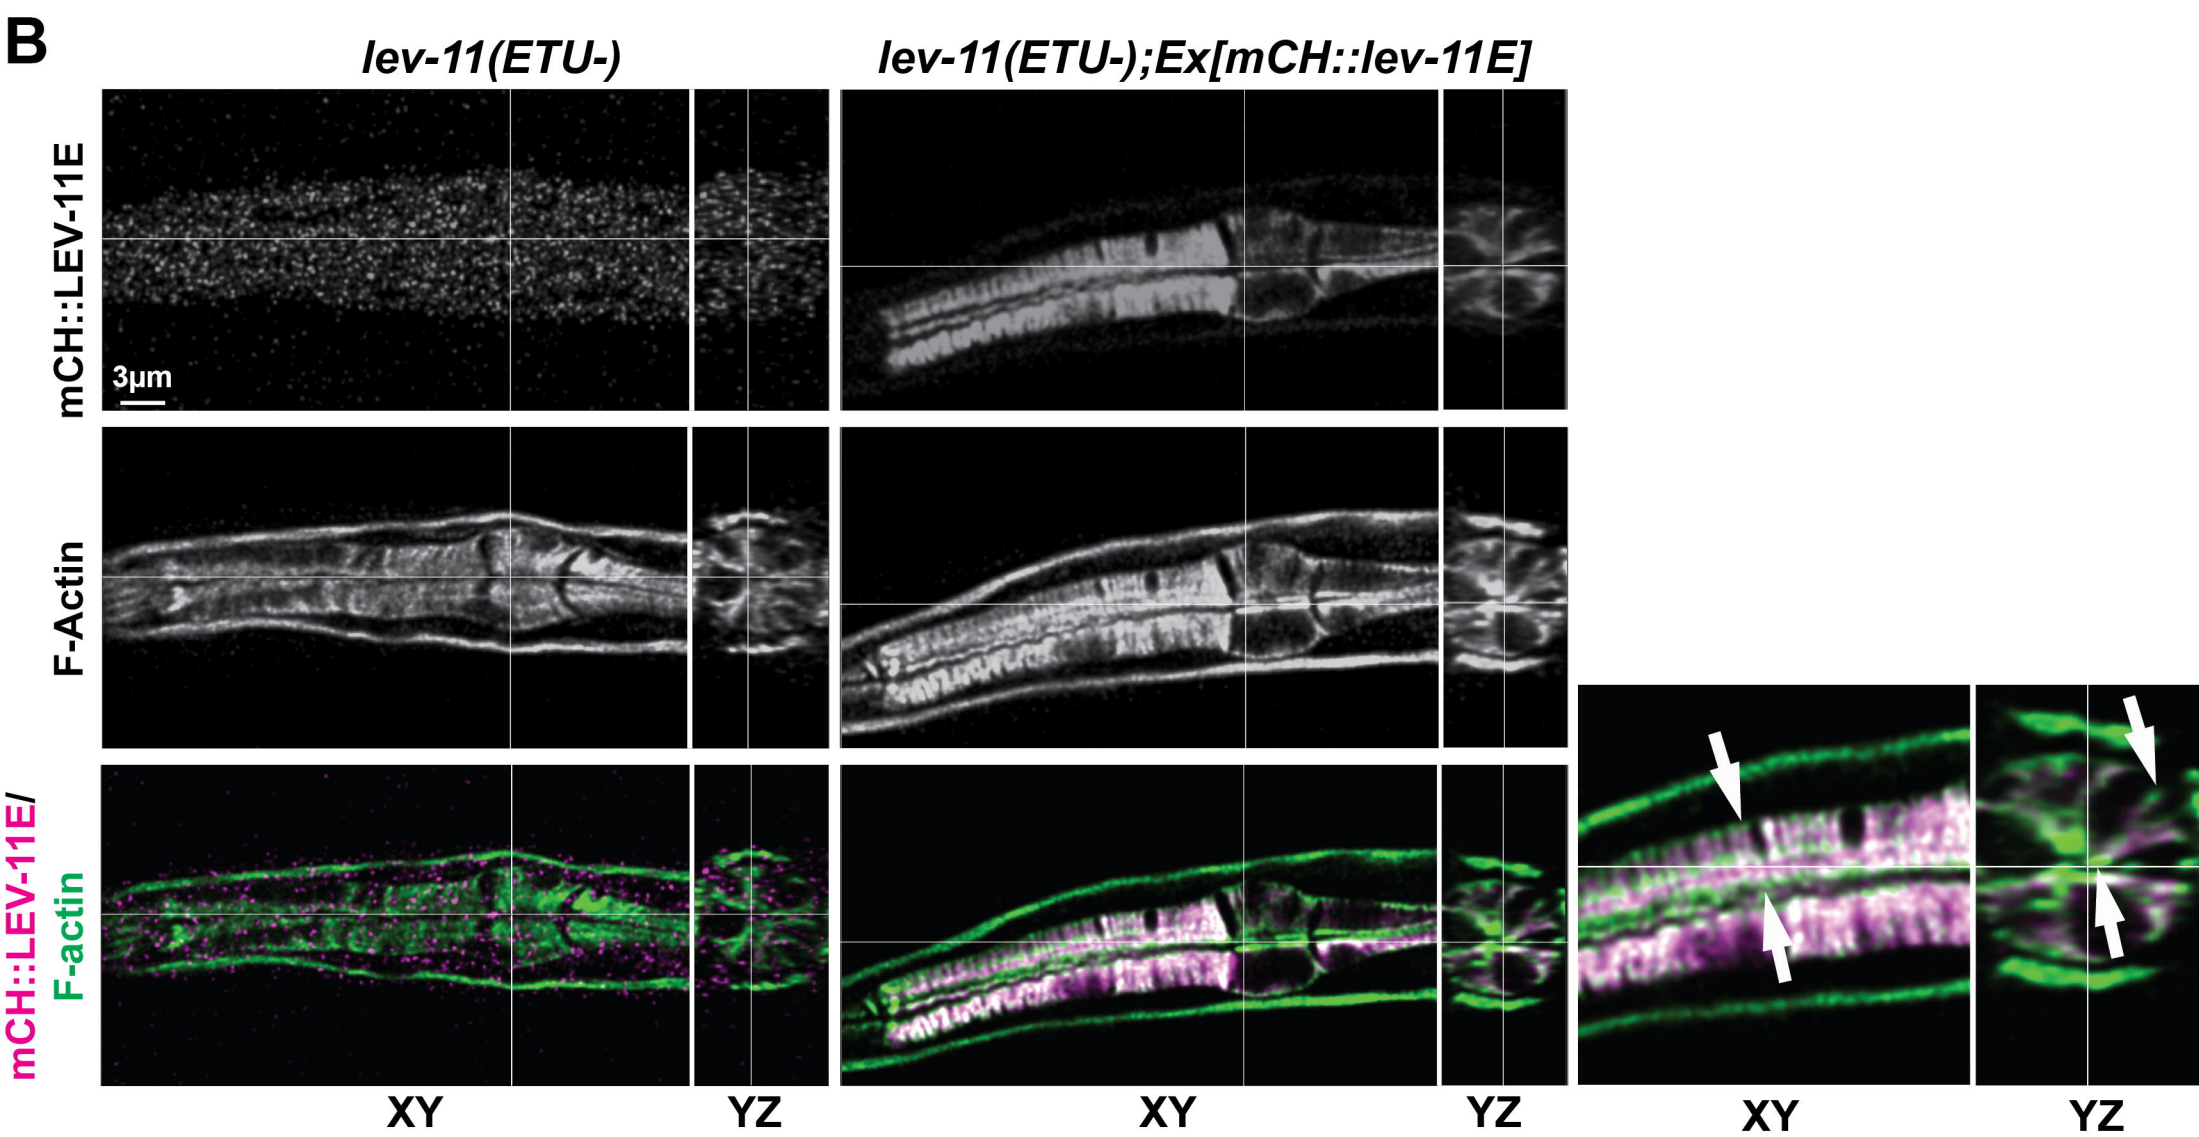 B
lev-11(ETU-)
lev-11(ETU-);Ex[mCH::lev-11E]
mCH::LEV-11E
3µm
F-Actin
mCH::LEV-11E/
F-actin
XY
YZ
XY
YZ
XY
YZ